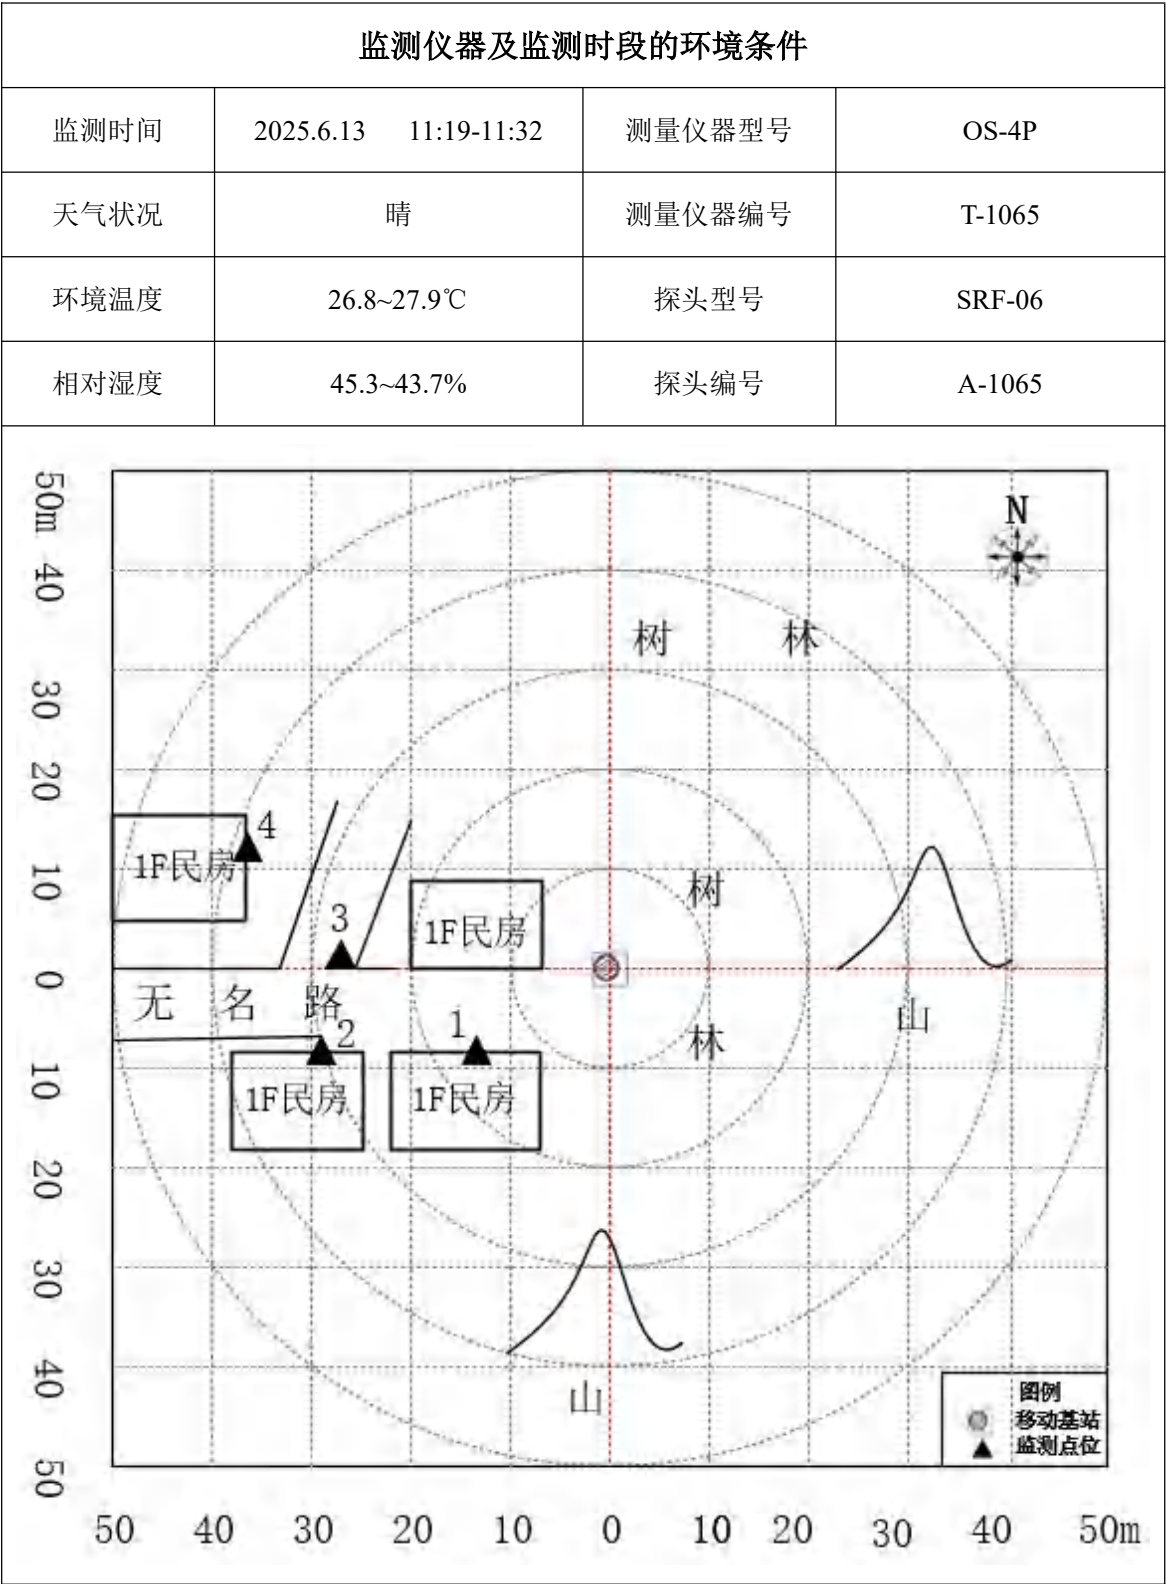 监测仪器及监测时段的环境条件
监测时间 2025.6.13 11:19-11:32 测量仪器型号 OS-4P
天气状况 晴 测量仪器编号 T-1065
环境温度 26.8~27.9℃ 探头型号 SRF-06
相对湿度 45.3~43.7% 探头编号 A-1065
50m
N
40
树 林
30
20
4
1F民房
10
树
3
1F民房
0
无 名 路
山
2
1
林
10
1F民房
1F民房
20
30
40
山
图例
移动基站
监测点位
50
50 40 30 20 10 0 10 20 30 40 50m